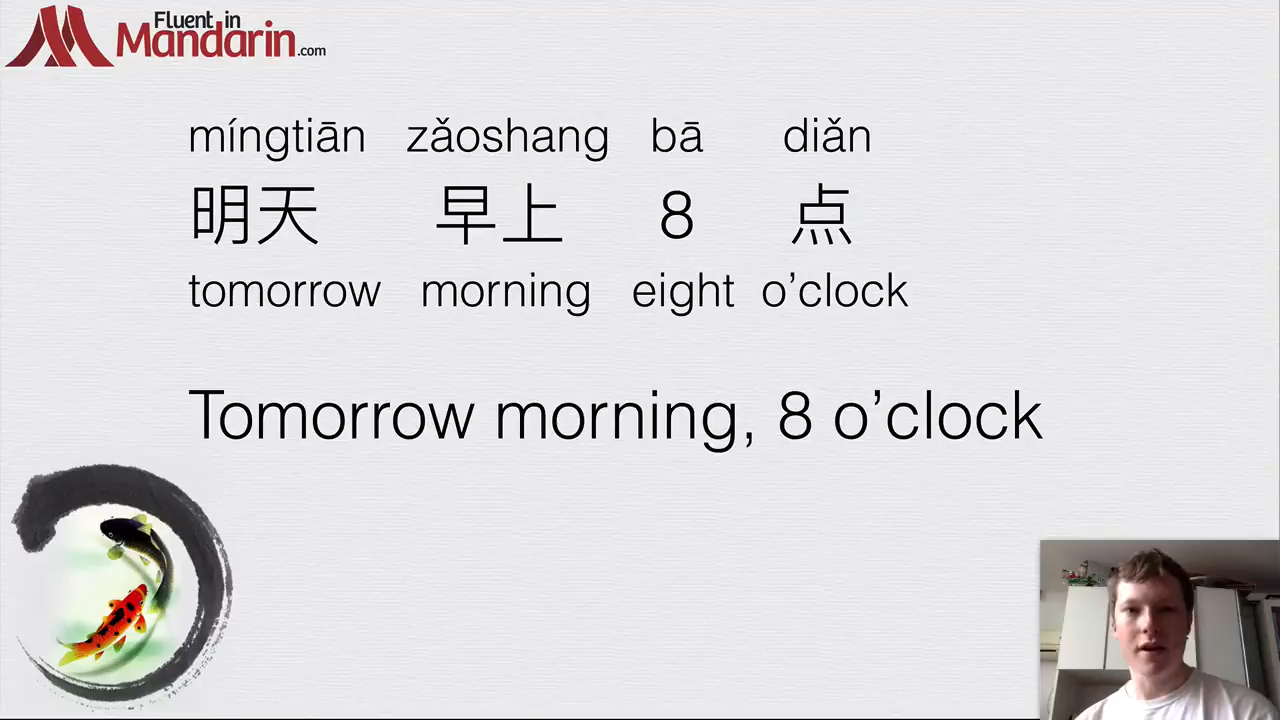 Fluent in
Mandarin.com
míngtiān zǎoshang bā diǎn
明天 早上 8 点
tomorrow morning eight o’clock
Tomorrow morning, 8 o’clock